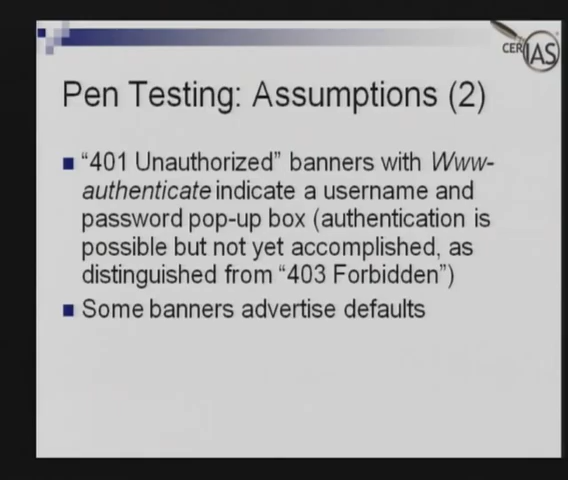 CERIAS
Pen Testing: Assumptions (2)
“401 Unauthorized” banners with Www-
authenticate indicate a username and
password pop-up box (authentication is
possible but not yet accomplished, as
distinguished from “403 Forbidden”)
Some banners advertise defaults